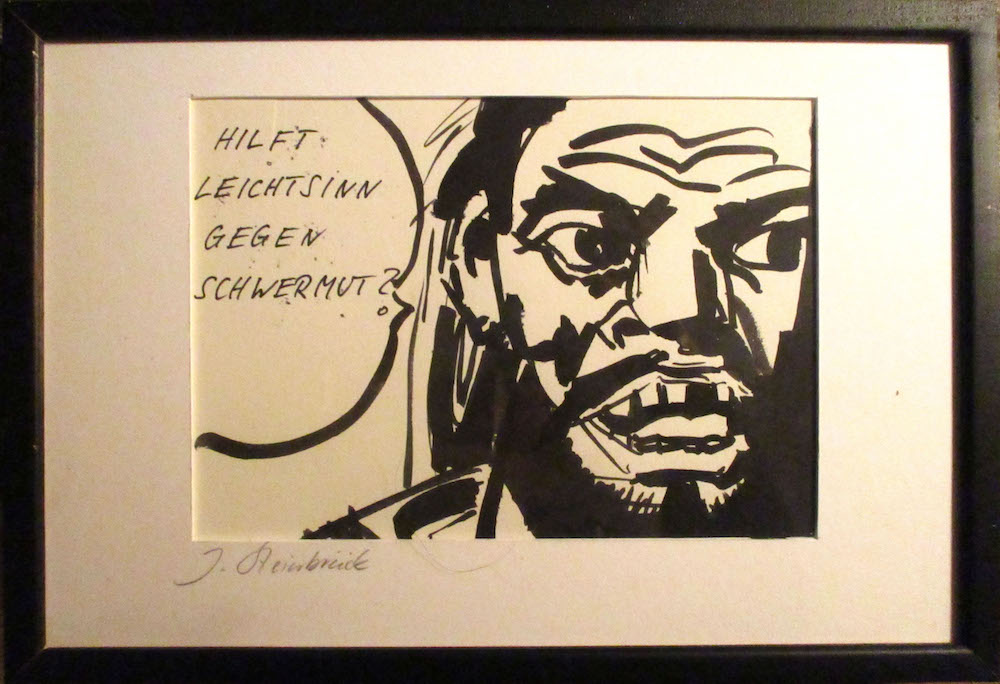 HILFT
LEICHTSINN
GEGEN
SCHWERMUT?
J. Steinbrück